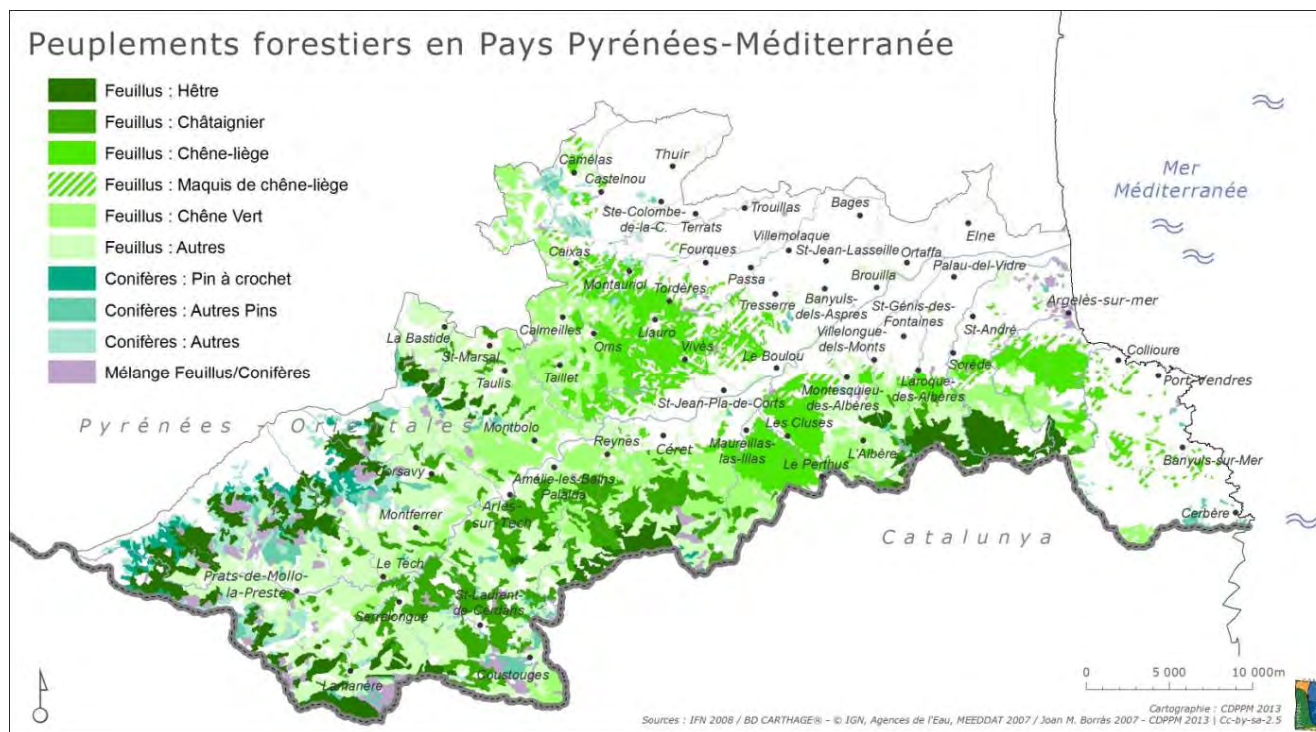 Peuplements forestiers en Pays Pyrénées-Méditerranée
Feuillus : Hêtre
Feuillus : Châtaignier
Feuillus : Chêne-liège
Feuillus : Maquis de chêne-liège
Feuillus : Chêne Vert
Feuillus : Autres
Conifères : Pin à crochet
Conifères : Autres Pins
Conifères : Autres
Mélange Feuillus/Conifères
Mer
Méditerranée
Pyrénées - Orientales
Catalunya
Camélas
Thuir
Castelnou
Ste-Colombe-
de-la-C.
Terrats
Trouillas
Bages
Elne
Villemolaque
Caixas
Fourques
St-Jean-Lasseille
Ortaffa
Passa
Brouilla
Palau-del-Vidre
Montauriol
Tordères
Tresserre
Banyuls-
dels-Aspres
St-Génis-des-
Fontaines
Argelès-sur-mer
La Bastide
Calmeilles
Llauro
Villelongue-
dels-Monts
St-André
St-Marsal
Oms
Vivès
Le Boulou
Sorède
Collioure
Taulis
Taillet
Port-Vendres
St-Jean-Pla-de-Corts
Montesquieu-
des-Albères
Laroque-
des-Albères
Montbolo
Reynès
Céret
Maureillas-
las-Illas
Les Cluses
L'Albère
Banyuls-sur-Mer
Corsavy
Amélie-les-Bains
Palalda
Le Perthus
Arles-
sur-Tech
Montferrer
Cerbère
Le Tech
Prats-de-Mollo-
la-Preste
Serralongue
St-Laurent-
de-Cerdans
Lamanère
Coustouges
0 5 000 10 000m
Cartographie : CDPPM 2013
Sources : IFN 2008 / BD CARTHAGE® - © IGN, Agences de l'Eau, MEEDDAT 2007 / Joan M. Borràs 2007 - CDPPM 2013 | Cc-by-sa-2.5